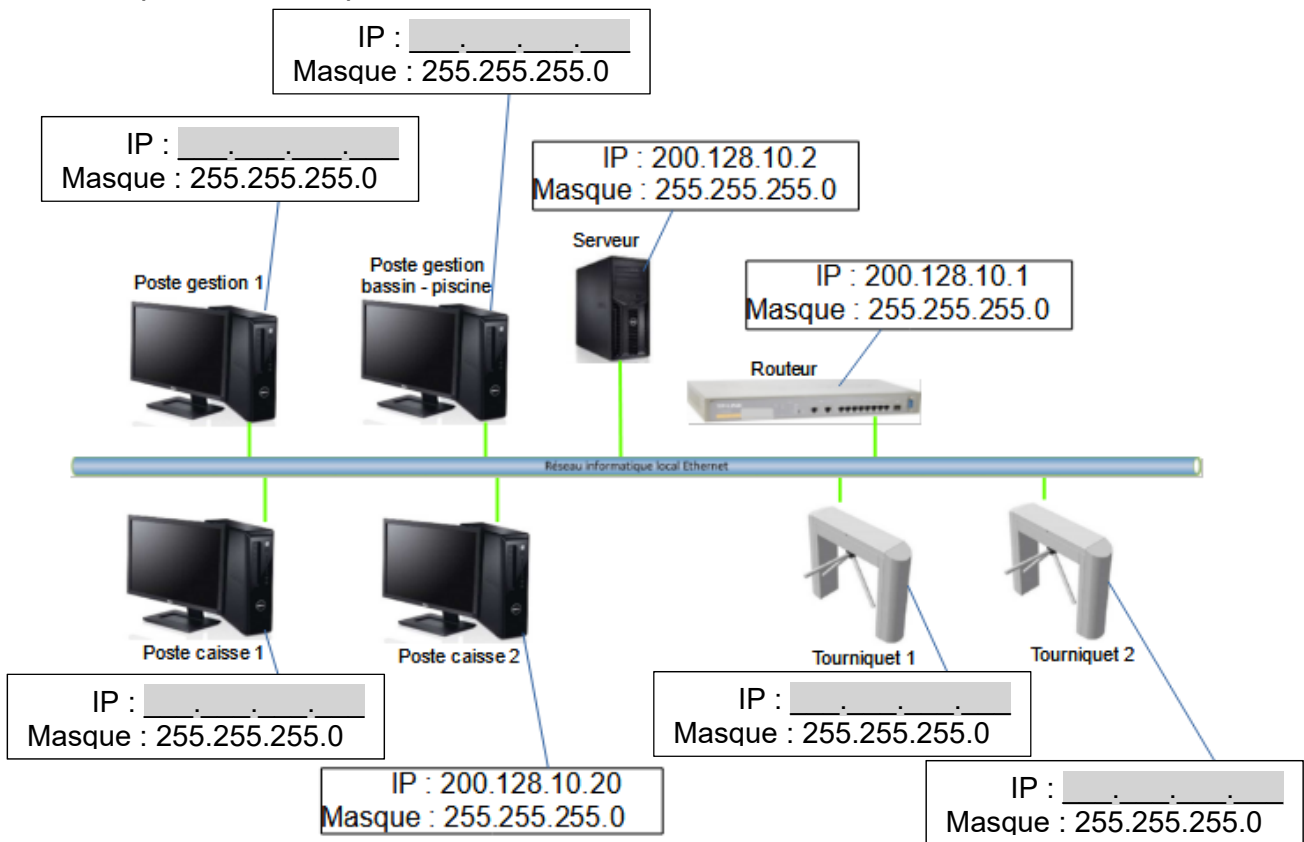 IP : ___.___.___.___
Masque : 255.255.255.0
IP : ___.___.___.___
Masque : 255.255.255.0
IP : 200.128.10.2
Masque : 255.255.255.0
Serveur
Poste gestion
bassin - piscine
Poste gestion 1
IP : 200.128.10.1
Masque : 255.255.255.0
Routeur
Réseau informatique local Ethernet
Poste caisse 1
Poste caisse 2
Tourniquet 1
Tourniquet 2
IP : ___.___.___.___
Masque : 255.255.255.0
IP : 200.128.10.20
Masque : 255.255.255.0
IP : ___.___.___.___
Masque : 255.255.255.0
IP : ___.___.___.___
Masque : 255.255.255.0